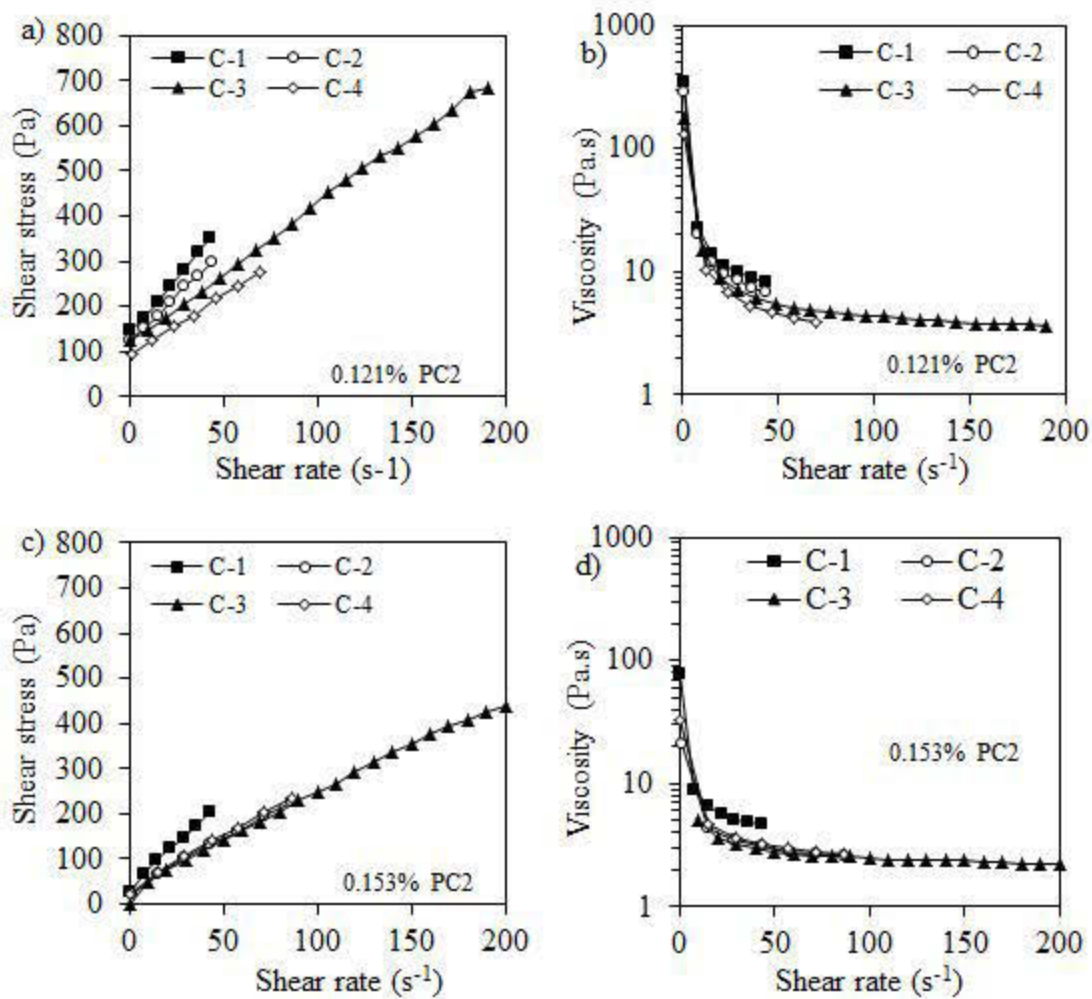 a)
800
700
600
500
400
300
200
100
0
Shear stress (Pa)
C-1 C-2
C-3 C-4
0.121% PC2
0 50 100 150 200
Shear rate (s-1)
b)
1000
100
10
1
Viscosity (Pa.s)
C-1 C-2
C-3 C-4
0.121% PC2
0 50 100 150 200
Shear rate (s⁻¹)
c)
800
700
600
500
400
300
200
100
0
Shear stress (Pa)
C-1 C-2
C-3 C-4
0.153% PC2
0 50 100 150 200
Shear rate (s⁻¹)
d)
1000
100
10
1
Viscosity (Pa.s)
C-1 C-2
C-3 C-4
0.153% PC2
0 50 100 150 200
Shear rate (s⁻¹)